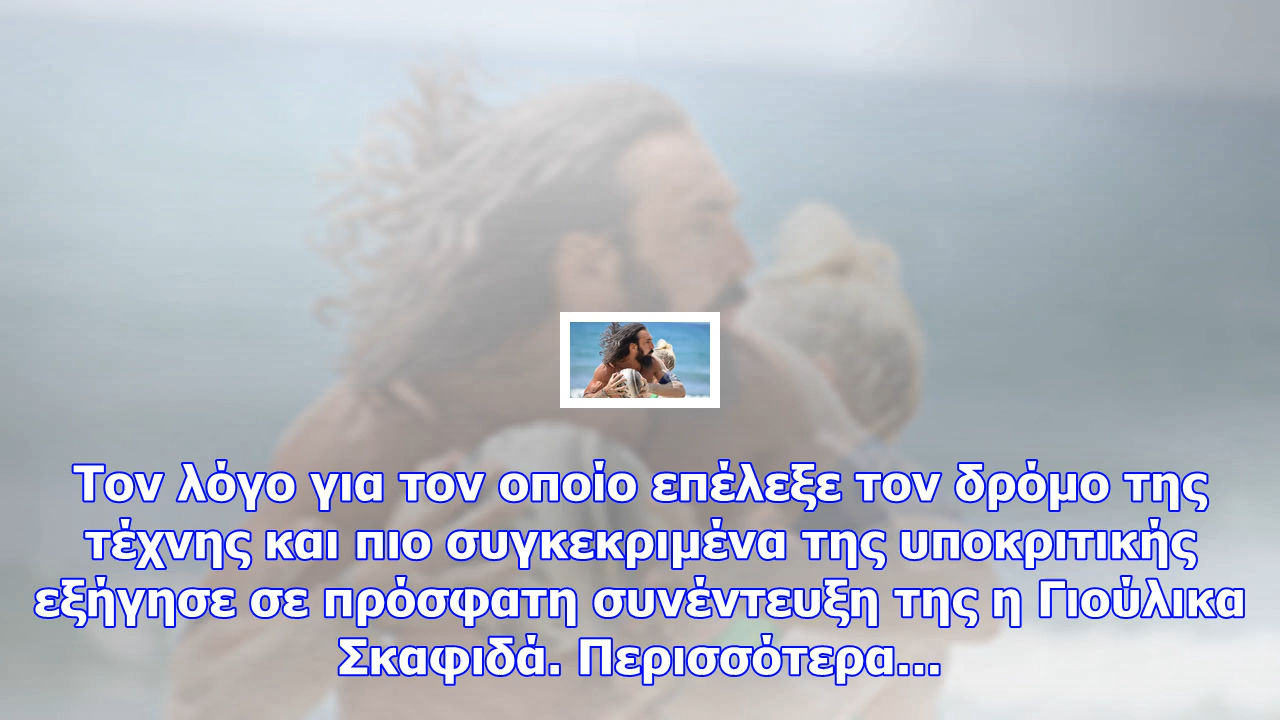 Τον λόγο για τον οποίο επέλεξε τον δρόμο της
τέχνης και πιο συγκεκριμένα της υποκριτικής
εξήγησε σε πρόσφατη συνέντευξη της η Γιούλικα
Σκαφιδά. Περισσότερα...